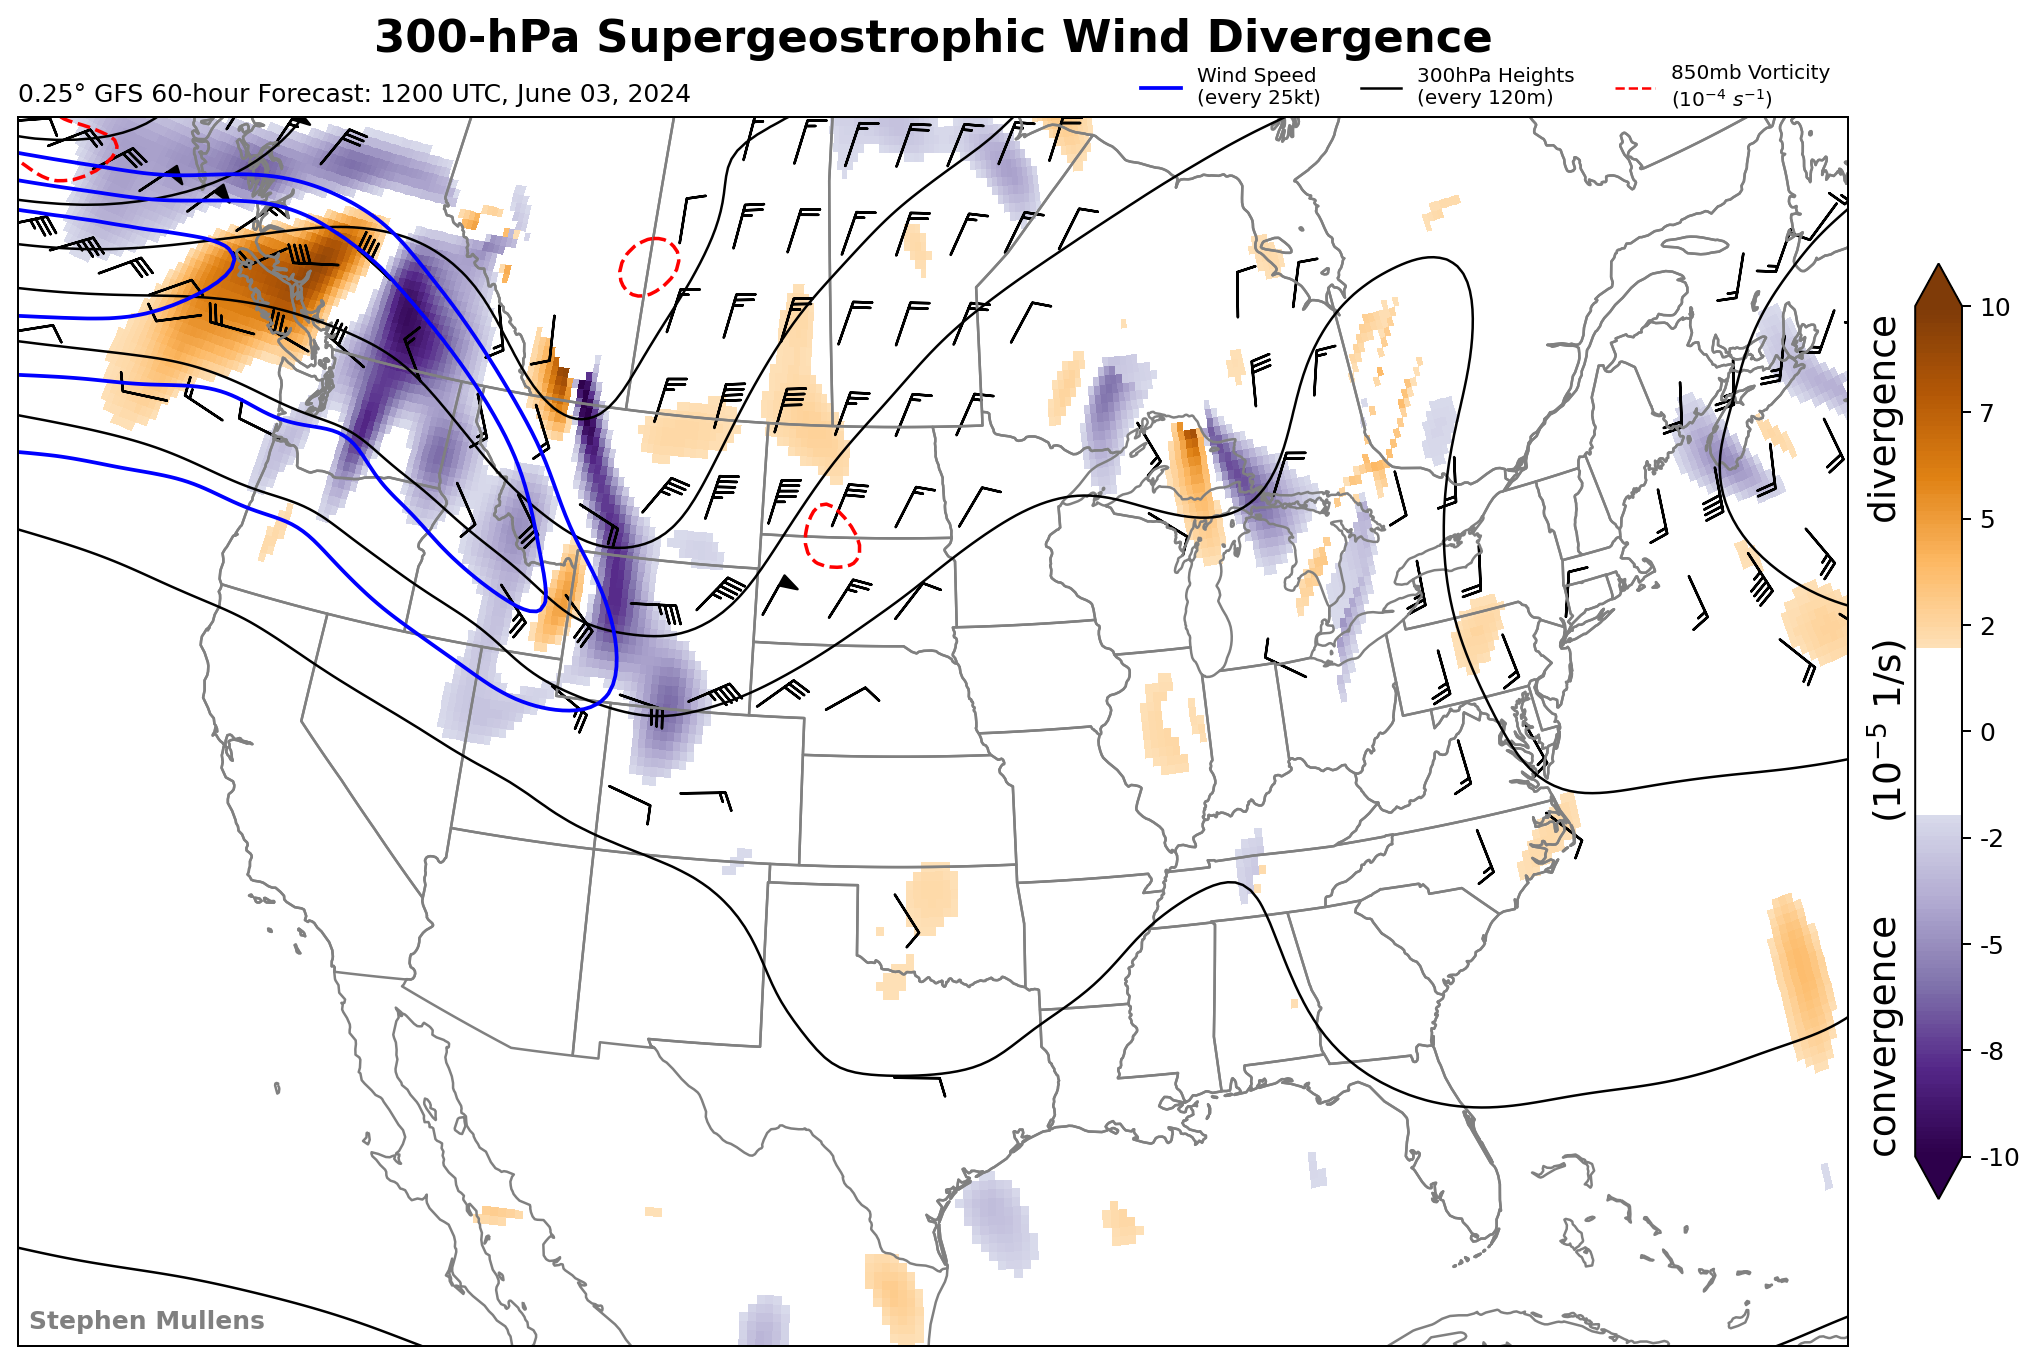 300-hPa Supergeostrophic Wind Divergence
0.25° GFS 60-hour Forecast: 1200 UTC, June 03, 2024
Wind Speed
(every 25kt)
300hPa Heights
(every 120m)
850mb Vorticity
(10⁻⁴ s⁻¹)
10
7
5
2
0
-2
-5
-8
-10
convergence (10⁻⁵ 1/s) divergence
Stephen Mullens